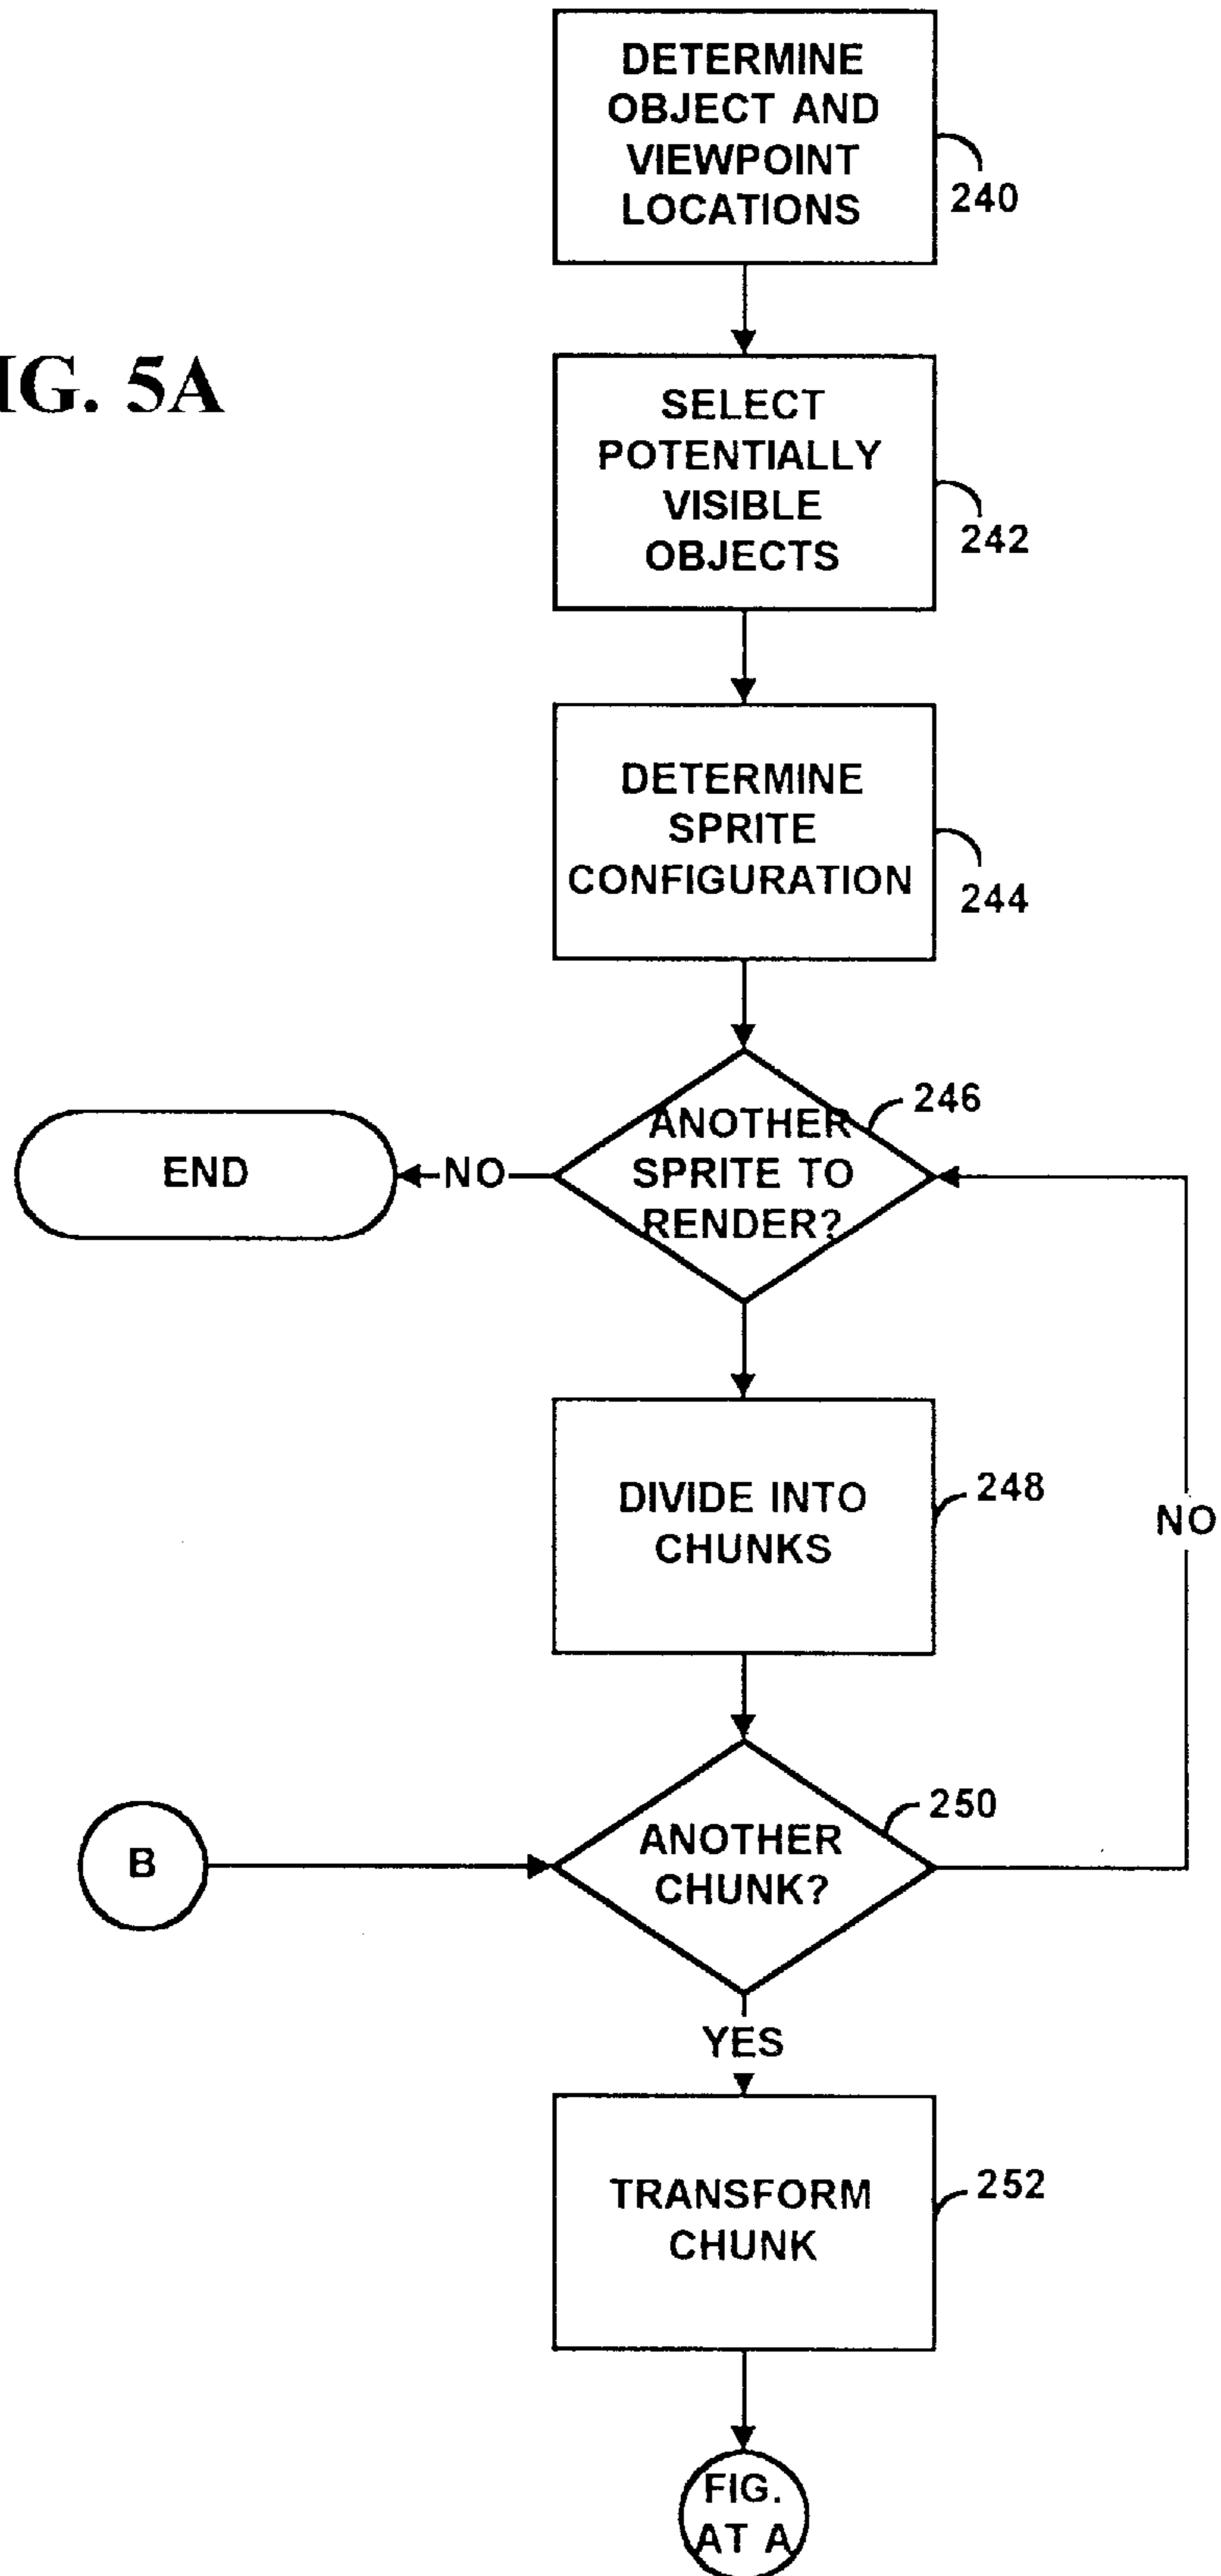 DETERMINE
OBJECT AND
VIEWPOINT
LOCATIONS
240
IG. 5A
SELECT
POTENTIALLY
VISIBLE
OBJECTS
242
DETERMINE
SPRITE
CONFIGURATION
244
246
ANOTHER
SPRITE TO
RENDER?
NO
END
DIVIDE INTO
CHUNKS
248
NO
B
ANOTHER
CHUNK?
250
YES
TRANSFORM
CHUNK
252
FIG.
AT A